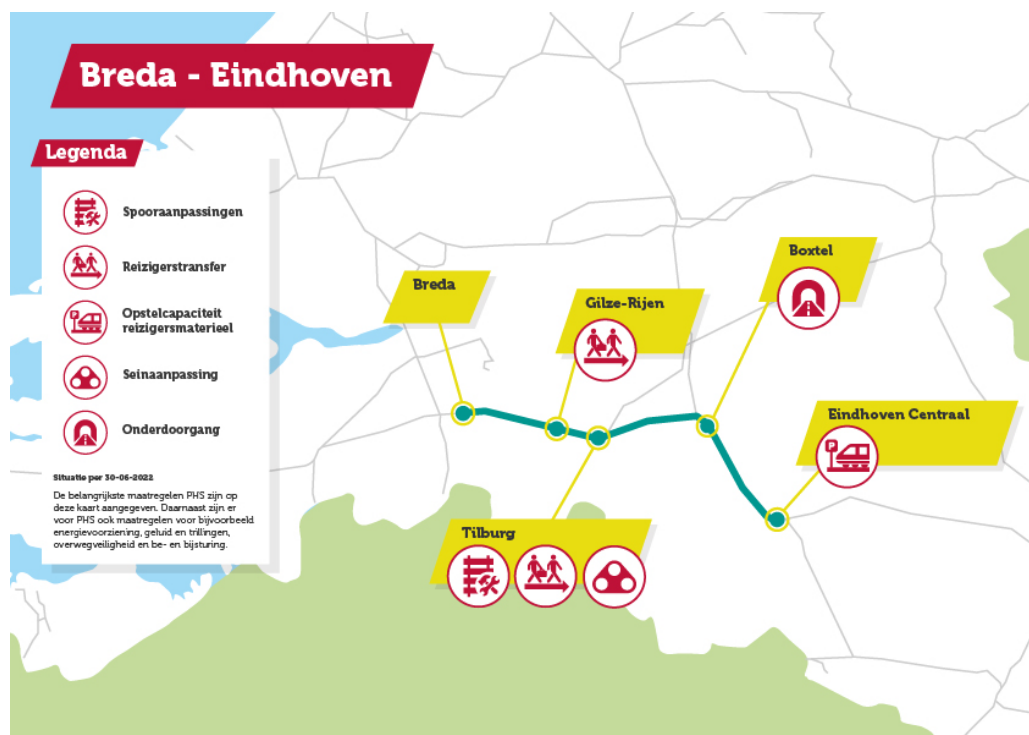 Breda - Eindhoven
Legenda
Spooraanpassingen
Reizigerstransfer
Opstelcapaciteit
reizigersmaterieel
Seinaanpassing
Onderdoorgang
Situatie per 30-06-2022
De belangrijkste maatregelen PHS zijn op
deze kaart aangegeven. Daarnaast zijn er
voor PHS ook maatregelen voor bijvoorbeeld
energievoorziening, geluid en trillingen,
overwegveiligheid en be- en bijsturing.
Breda
Gilze-Rijen
Boxtel
Eindhoven Centraal
P
Tilburg